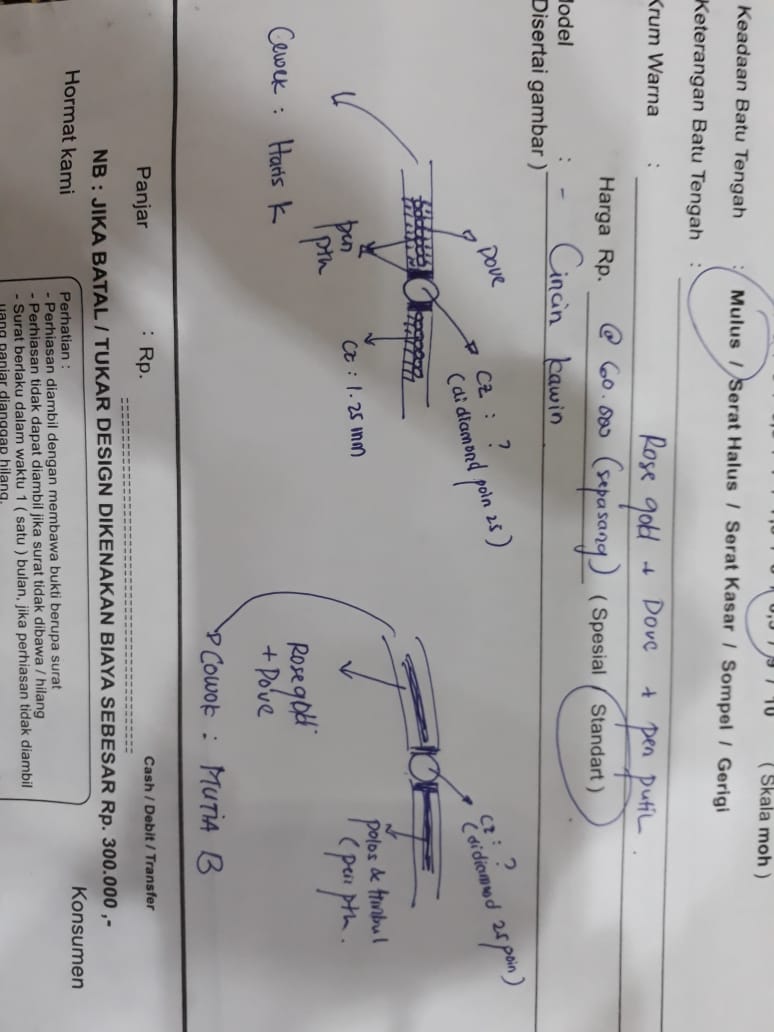 / 10 ( Skala moh )
Keadaan Batu Tengah : Mulus / Serat Halus / Serat Kasar / Sompel / Gerigi
Keterangan Batu Tengah :
Krum Warna : Rose gold + Dove + pen putih.
Harga Rp. @ 60.000 (sepasang) ( Spesial / Standart )
Model : - Cincin kawin
Disertai gambar )
CZ : ?
(di diamond poin 25)
Dove
pen
pth
cz : 1.25 mm
Cewek : Haris K
cz : ?
(di diamond 25 poin)
polos & timbul
(pen pth.
Rose gold
+ Dove
Cowok : MUTIA B
Panjar : Rp.
Cash / Debit / Transfer
NB : JIKA BATAL / TUKAR DESIGN DIKENAKAN BIAYA SEBESAR Rp. 300.000 ,-
Hormat kami
Konsumen
Perhatian :
- Perhiasan diambil dengan membawa bukti berupa surat
- Perhiasan tidak dapat diambil jika surat tidak dibawa / hilang
- Surat berlaku dalam waktu 1 ( satu ) bulan, jika perhiasan tidak diambil
uang panjar dianggap hilang.